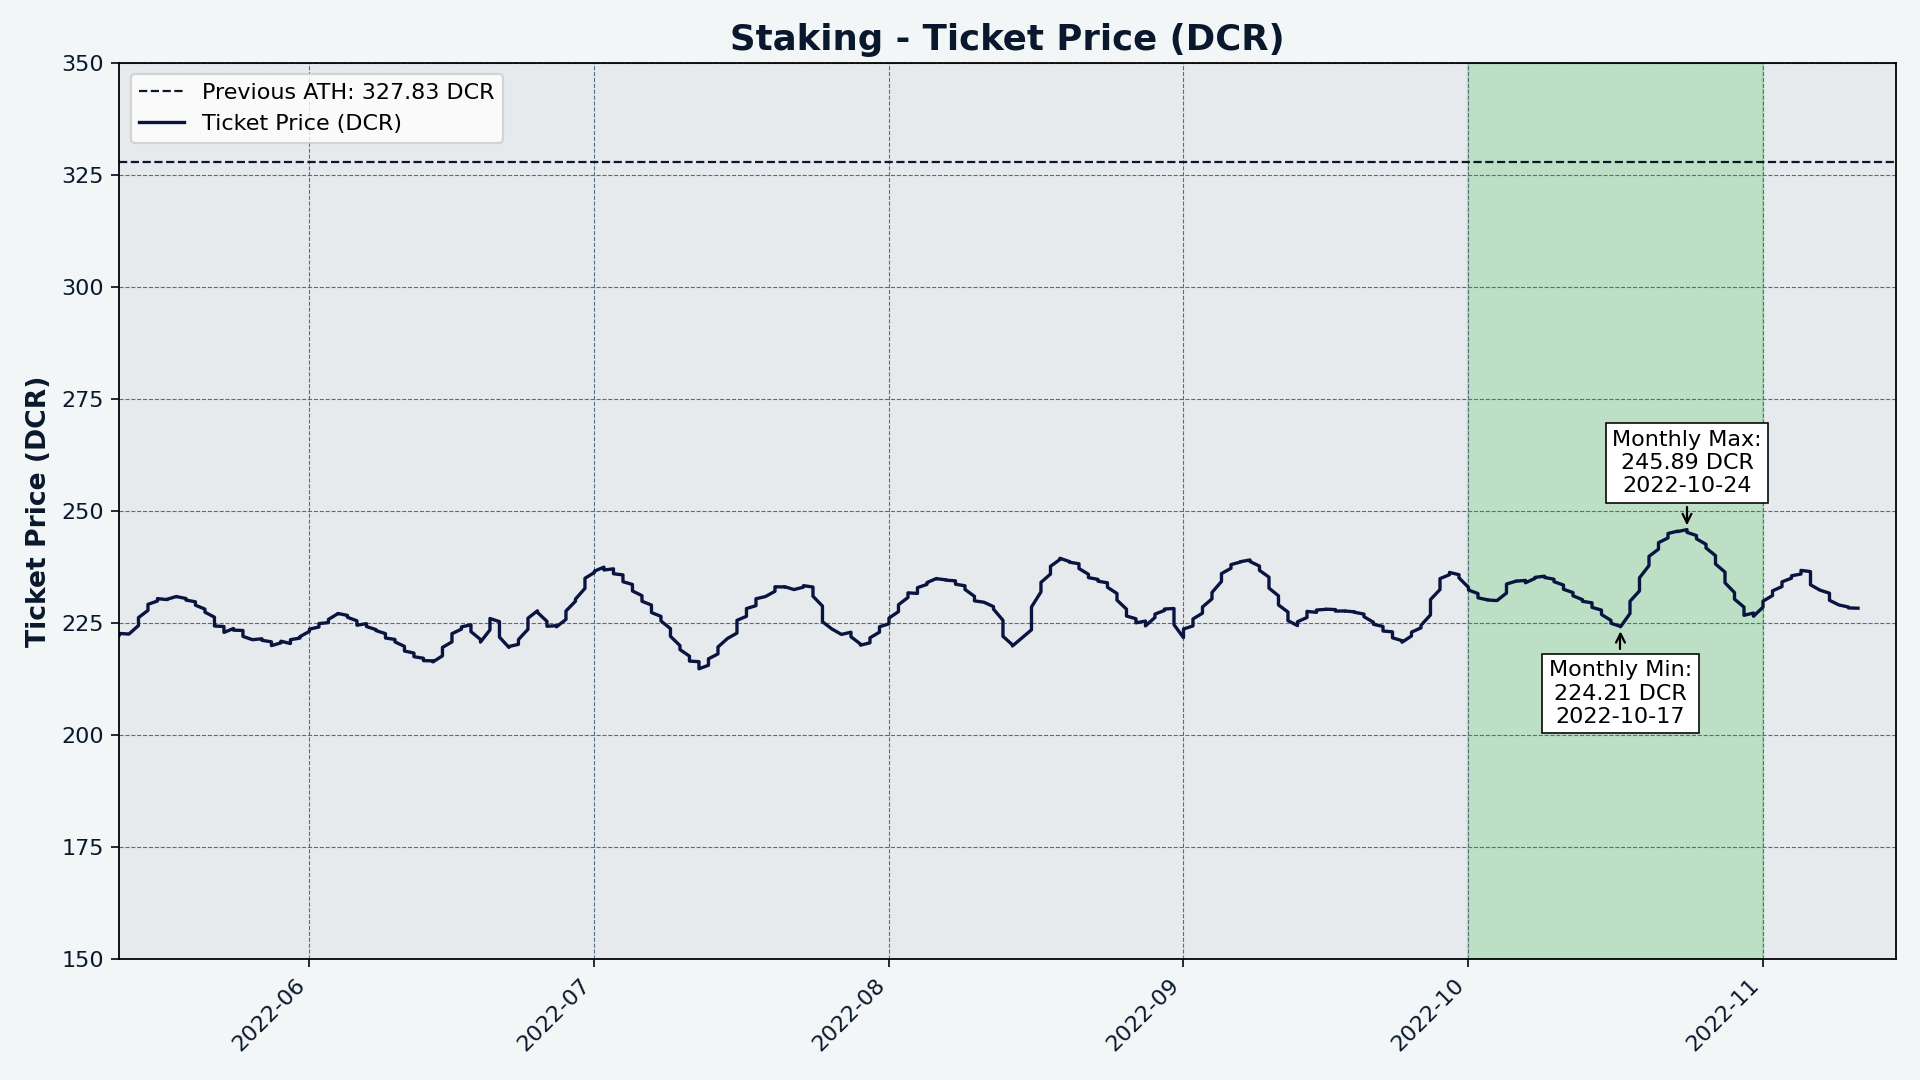 Staking - Ticket Price (DCR)
Previous ATH: 327.83 DCR
Ticket Price (DCR)
Ticket Price (DCR)
350
325
300
275
250
225
200
175
150
Monthly Max:
245.89 DCR
2022-10-24
Monthly Min:
224.21 DCR
2022-10-17
2022-06
2022-07
2022-08
2022-09
2022-10
2022-11